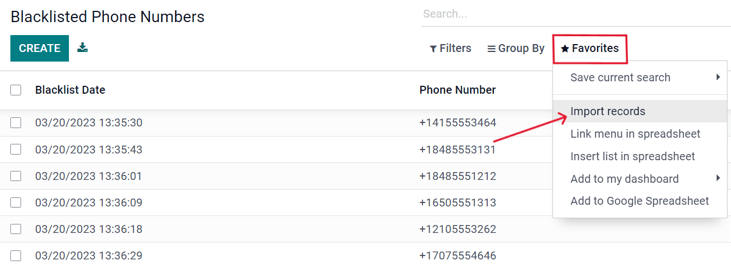 Blacklisted Phone Numbers
Search...
CREATE
Filters Group By Favorites
Save current search
Import records
Link menu in spreadsheet
Insert list in spreadsheet
Add to my dashboard
Add to Google Spreadsheet
Blacklist Date Phone Number
03/20/2023 13:35:30 +14155553464
03/20/2023 13:35:43 +18485553131
03/20/2023 13:36:01 +18485551212
03/20/2023 13:36:09 +16505551313
03/20/2023 13:36:18 +12105553262
03/20/2023 13:36:29 +17075554646